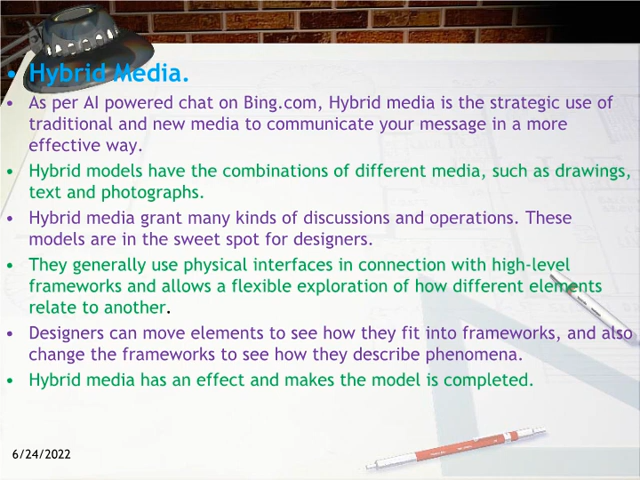 • Hybrid Media.
• As per AI powered chat on Bing.com, Hybrid media is the strategic use of
traditional and new media to communicate your message in a more
effective way.
• Hybrid models have the combinations of different media, such as drawings,
text and photographs.
• Hybrid media grant many kinds of discussions and operations. These
models are in the sweet spot for designers.
• They generally use physical interfaces in connection with high-level
frameworks and allows a flexible exploration of how different elements
relate to another.
• Designers can move elements to see how they fit into frameworks, and also
change the frameworks to see how they describe phenomena.
• Hybrid media has an effect and makes the model is completed.
6/24/2022